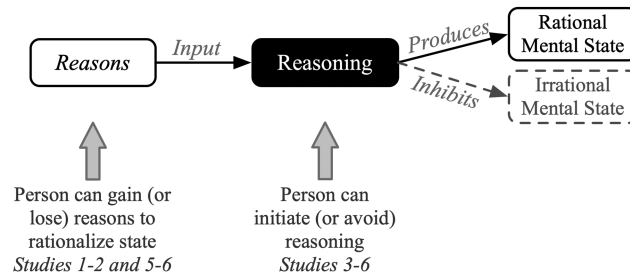 Reasons
Input
Reasoning
Produces
Inhibits
Rational
Mental State
Irrational
Mental State
Person can gain (or
lose) reasons to
rationalize state
Studies 1-2 and 5-6
Person can
initiate (or avoid)
reasoning
Studies 3-6